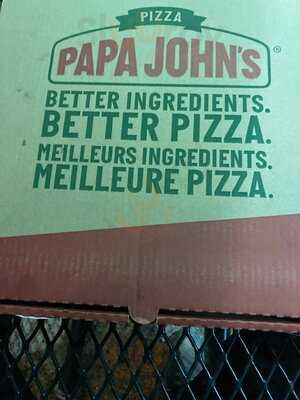 PIZZA
PAPA JOHN'S®
BETTER INGREDIENTS.
BETTER PIZZA.
MEILLEURS INGREDIENTS.
MEILLEURE PIZZA.